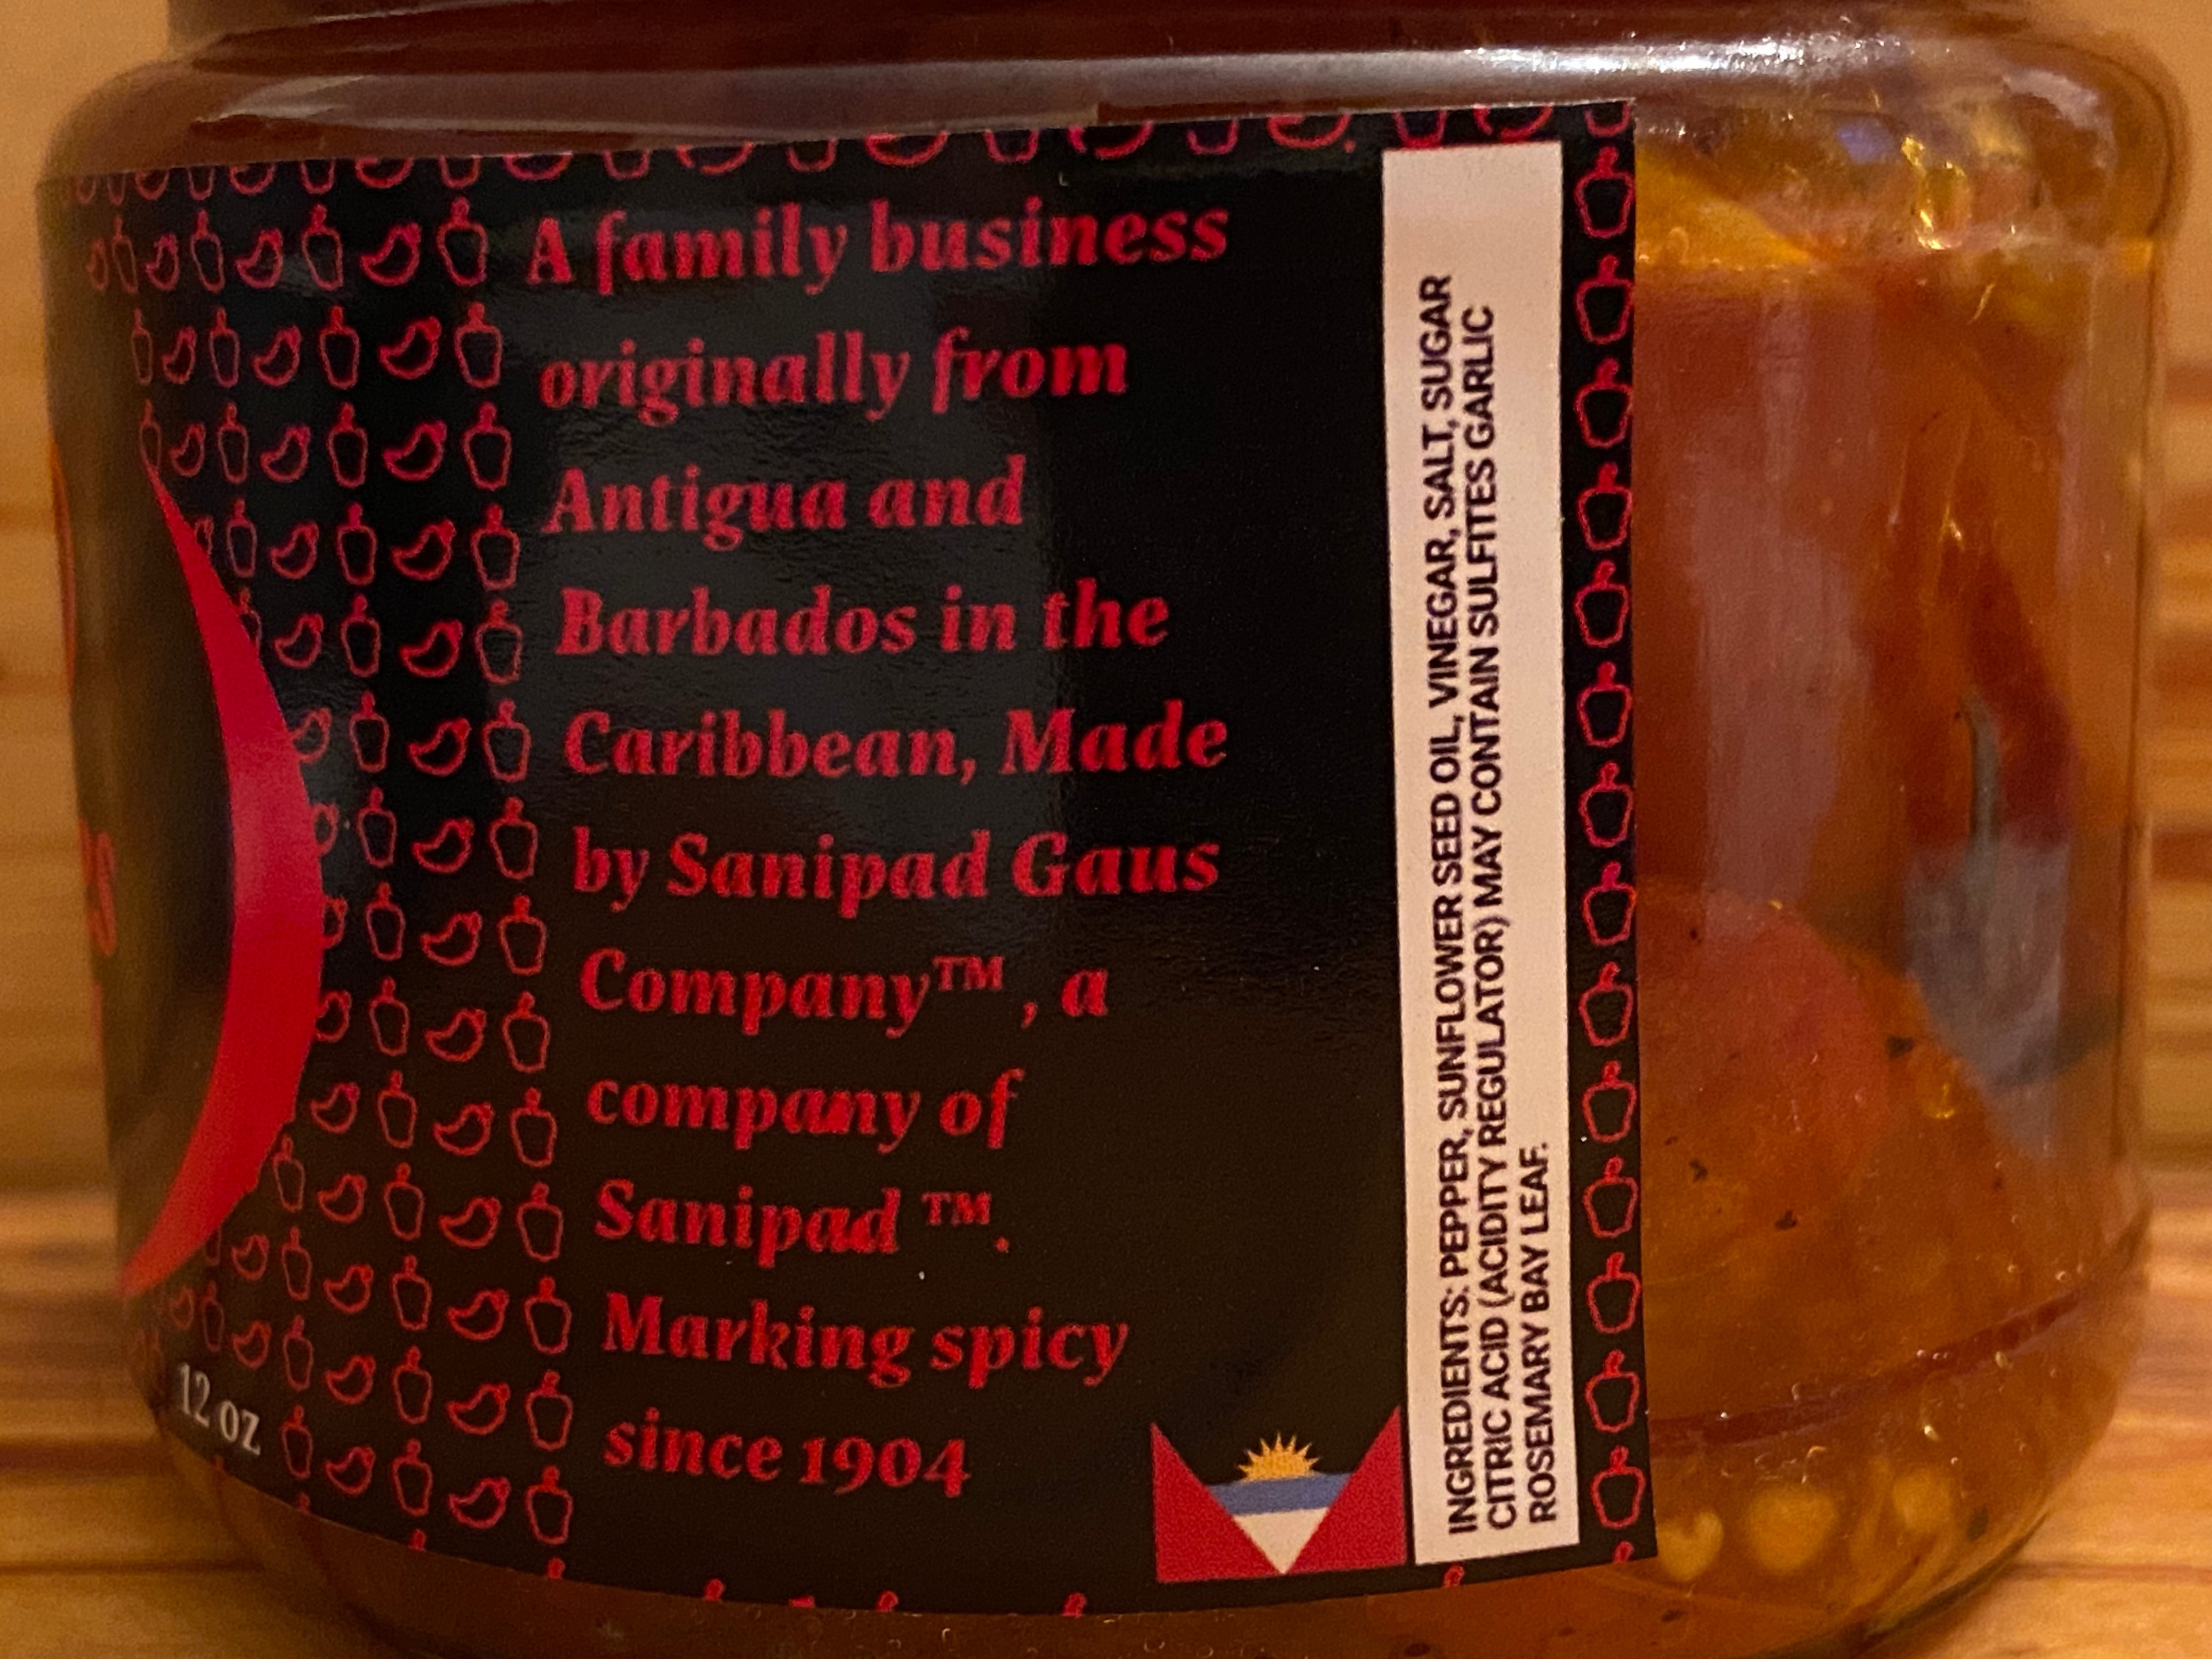 A family business
originally from
Antigua and
Barbados in the
Caribbean, Made
by Sanipad Gaus
Company™ , a
company of
Sanipad ™.
Marking spicy
since 1904
12 oz
INGREDIENTS: PEPPER, SUNFLOWER SEED OIL, VINEGAR, SALT, SUGAR
CITRIC ACID (ACIDITY REGULATOR) MAY CONTAIN SULFITES GARLIC
ROSEMARY BAY LEAF.